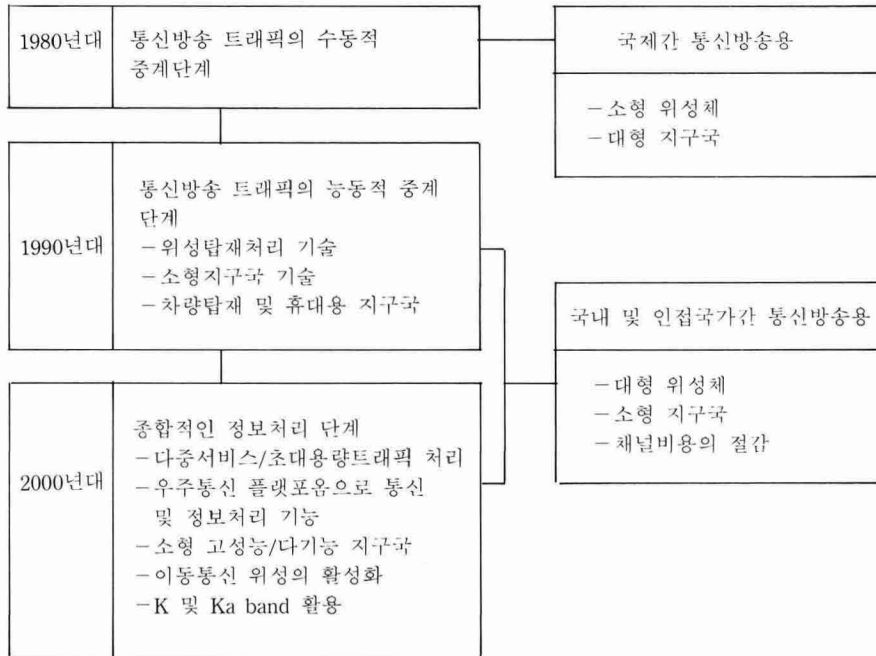 1980년대
통신방송 트래픽의 수동적
중계단계
국제간 통신방송용
-소형 위성체
-대형 지구국
1990년대
통신방송 트래픽의 능동적 중계
단계
-위성탑재처리 기술
-소형지구국 기술
-차량탑재 및 휴대용 지구국
국내 및 인접국가간 통신방송용
-대형 위성체
-소형 지구국
-채널비용의 절감
2000년대
종합적인 정보처리 단계
-다중서비스/초대용량트래픽 처리
-우주통신 플랫포옴으로 통신
및 정보처리 기능
-소형 고성능/다기능 지구국
-이동통신 위성의 활성화
-K 및 Ka band 활용